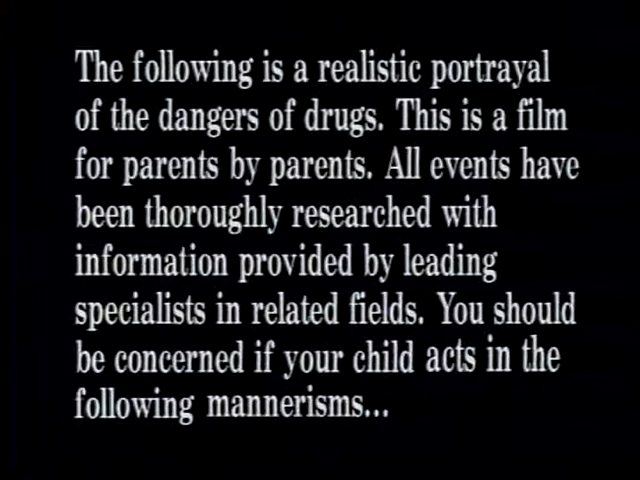 The following is a realistic portrayal
of the dangers of drugs. This is a film
for parents by parents. All events have
been thoroughly researched with
information provided by leading
specialists in related fields. You should
be concerned if your child acts in the
following mannerisms...